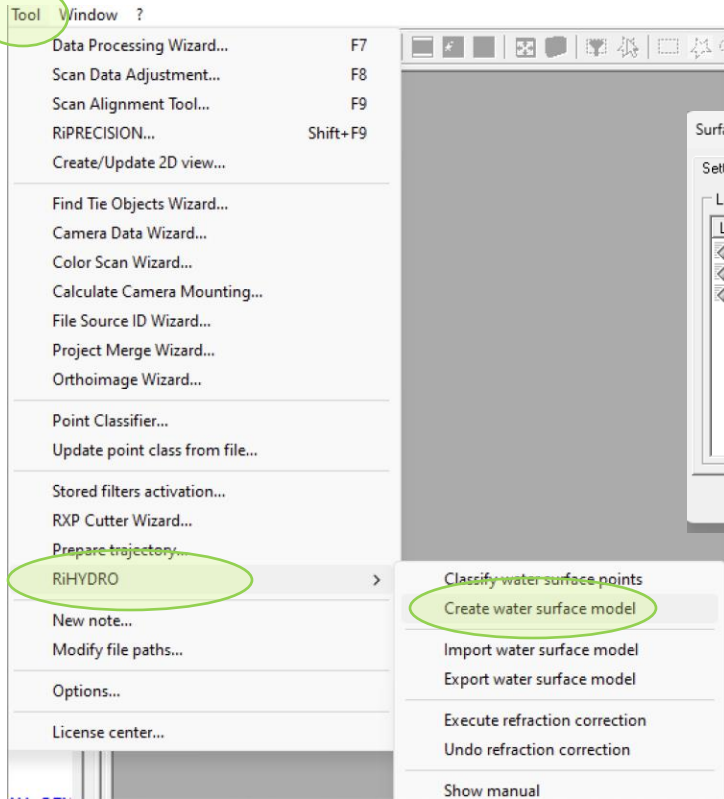 Tool Window ?
Data Processing Wizard... F7
Scan Data Adjustment... F8
Scan Alignment Tool... F9
RiPRECISION... Shift+F9
Create/Update 2D view...
Find Tie Objects Wizard...
Camera Data Wizard...
Color Scan Wizard...
Calculate Camera Mounting...
File Source ID Wizard...
Project Merge Wizard...
Orthoimage Wizard...
Point Classifier...
Update point class from file...
Stored filters activation...
RXP Cutter Wizard...
Prepare trajectory...
RiHYDRO >
New note...
Modify file paths...
Options...
License center...
Classify water surface points
Create water surface model
Import water surface model
Export water surface model
Execute refraction correction
Undo refraction correction
Show manual